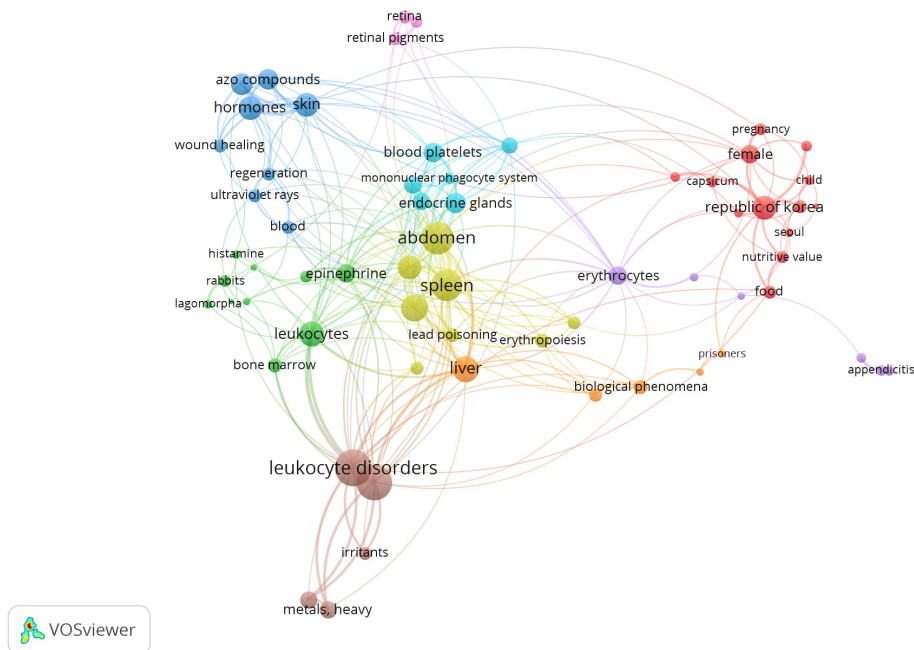 retina
retinal pigments
azo compounds
hormones
skin
wound healing
regeneration
ultraviolet rays
blood
blood platelets
mononuclear phagocyte system
endocrine glands
pregnancy
female
capsicum
child
republic of korea
seoul
nutritive value
food
abdomen
histamine
epinephrine
rabbits
lagomorpha
spleen
erythrocytes
leukocytes
lead poisoning
erythropoiesis
bone marrow
liver
prisoners
appendicitis
biological phenomena
leukocyte disorders
irritants
metals, heavy
VOSviewer